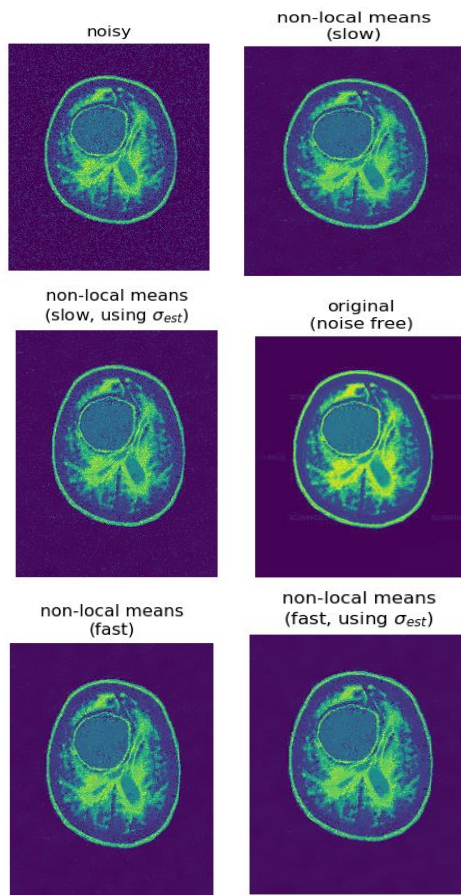 noisy
non-local means
(slow)
non-local means
(slow, using σest)
original
(noise free)
non-local means
(fast)
non-local means
(fast, using σest)